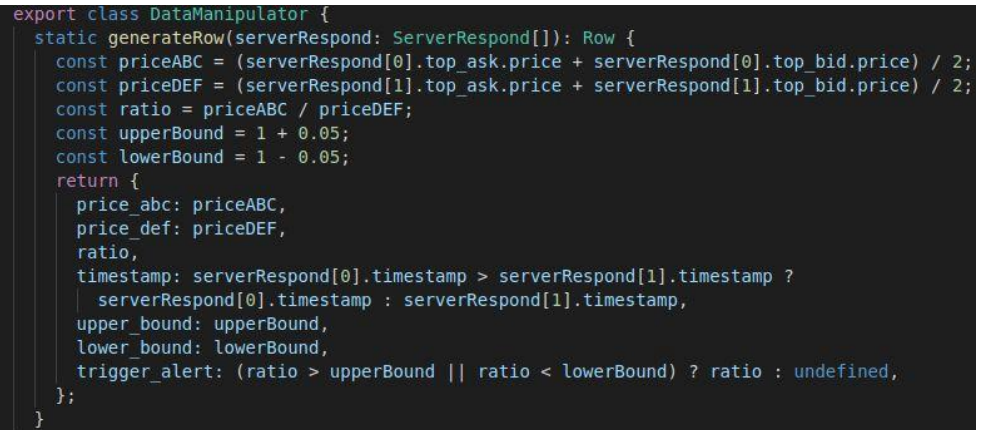 export class DataManipulator {
static generateRow(serverRespond: ServerRespond[]): Row {
const priceABC = (serverRespond[0].top_ask.price + serverRespond[0].top_bid.price) / 2;
const priceDEF = (serverRespond[1].top_ask.price + serverRespond[1].top_bid.price) / 2;
const ratio = priceABC / priceDEF;
const upperBound = 1 + 0.05;
const lowerBound = 1 - 0.05;
return {
price_abc: priceABC,
price_def: priceDEF,
ratio,
timestamp: serverRespond[0].timestamp > serverRespond[1].timestamp ?
serverRespond[0].timestamp : serverRespond[1].timestamp,
upper_bound: upperBound,
lower_bound: lowerBound,
trigger_alert: (ratio > upperBound || ratio < lowerBound) ? ratio : undefined,
};
}